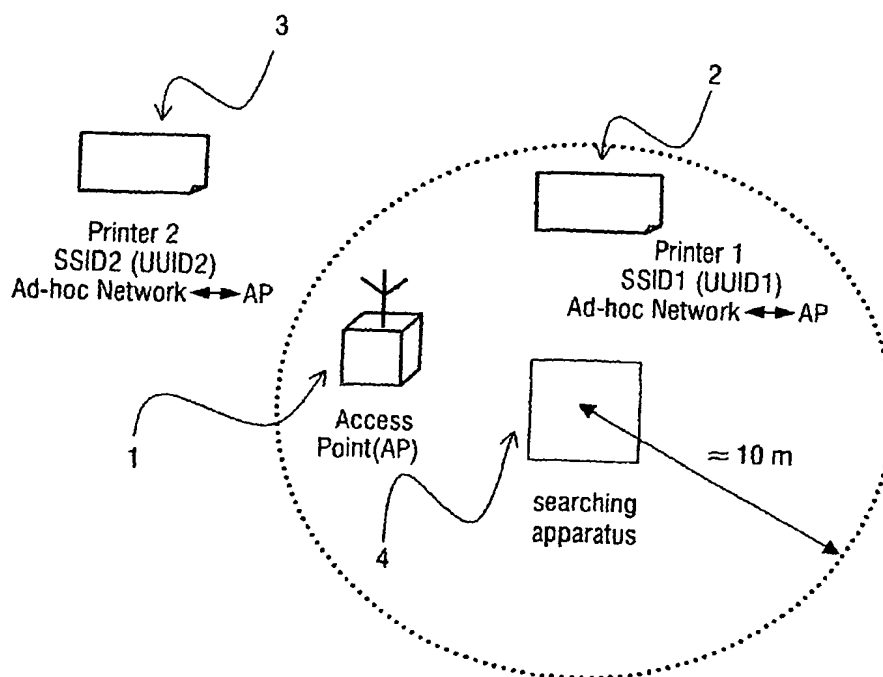 3
2
Printer 2
SSID2 (UUID2)
Ad-hoc Network ↔ AP
Printer 1
SSID1 (UUID1)
Ad-hoc Network ↔ AP
1
Access
Point(AP)
≈ 10 m
4
searching
apparatus